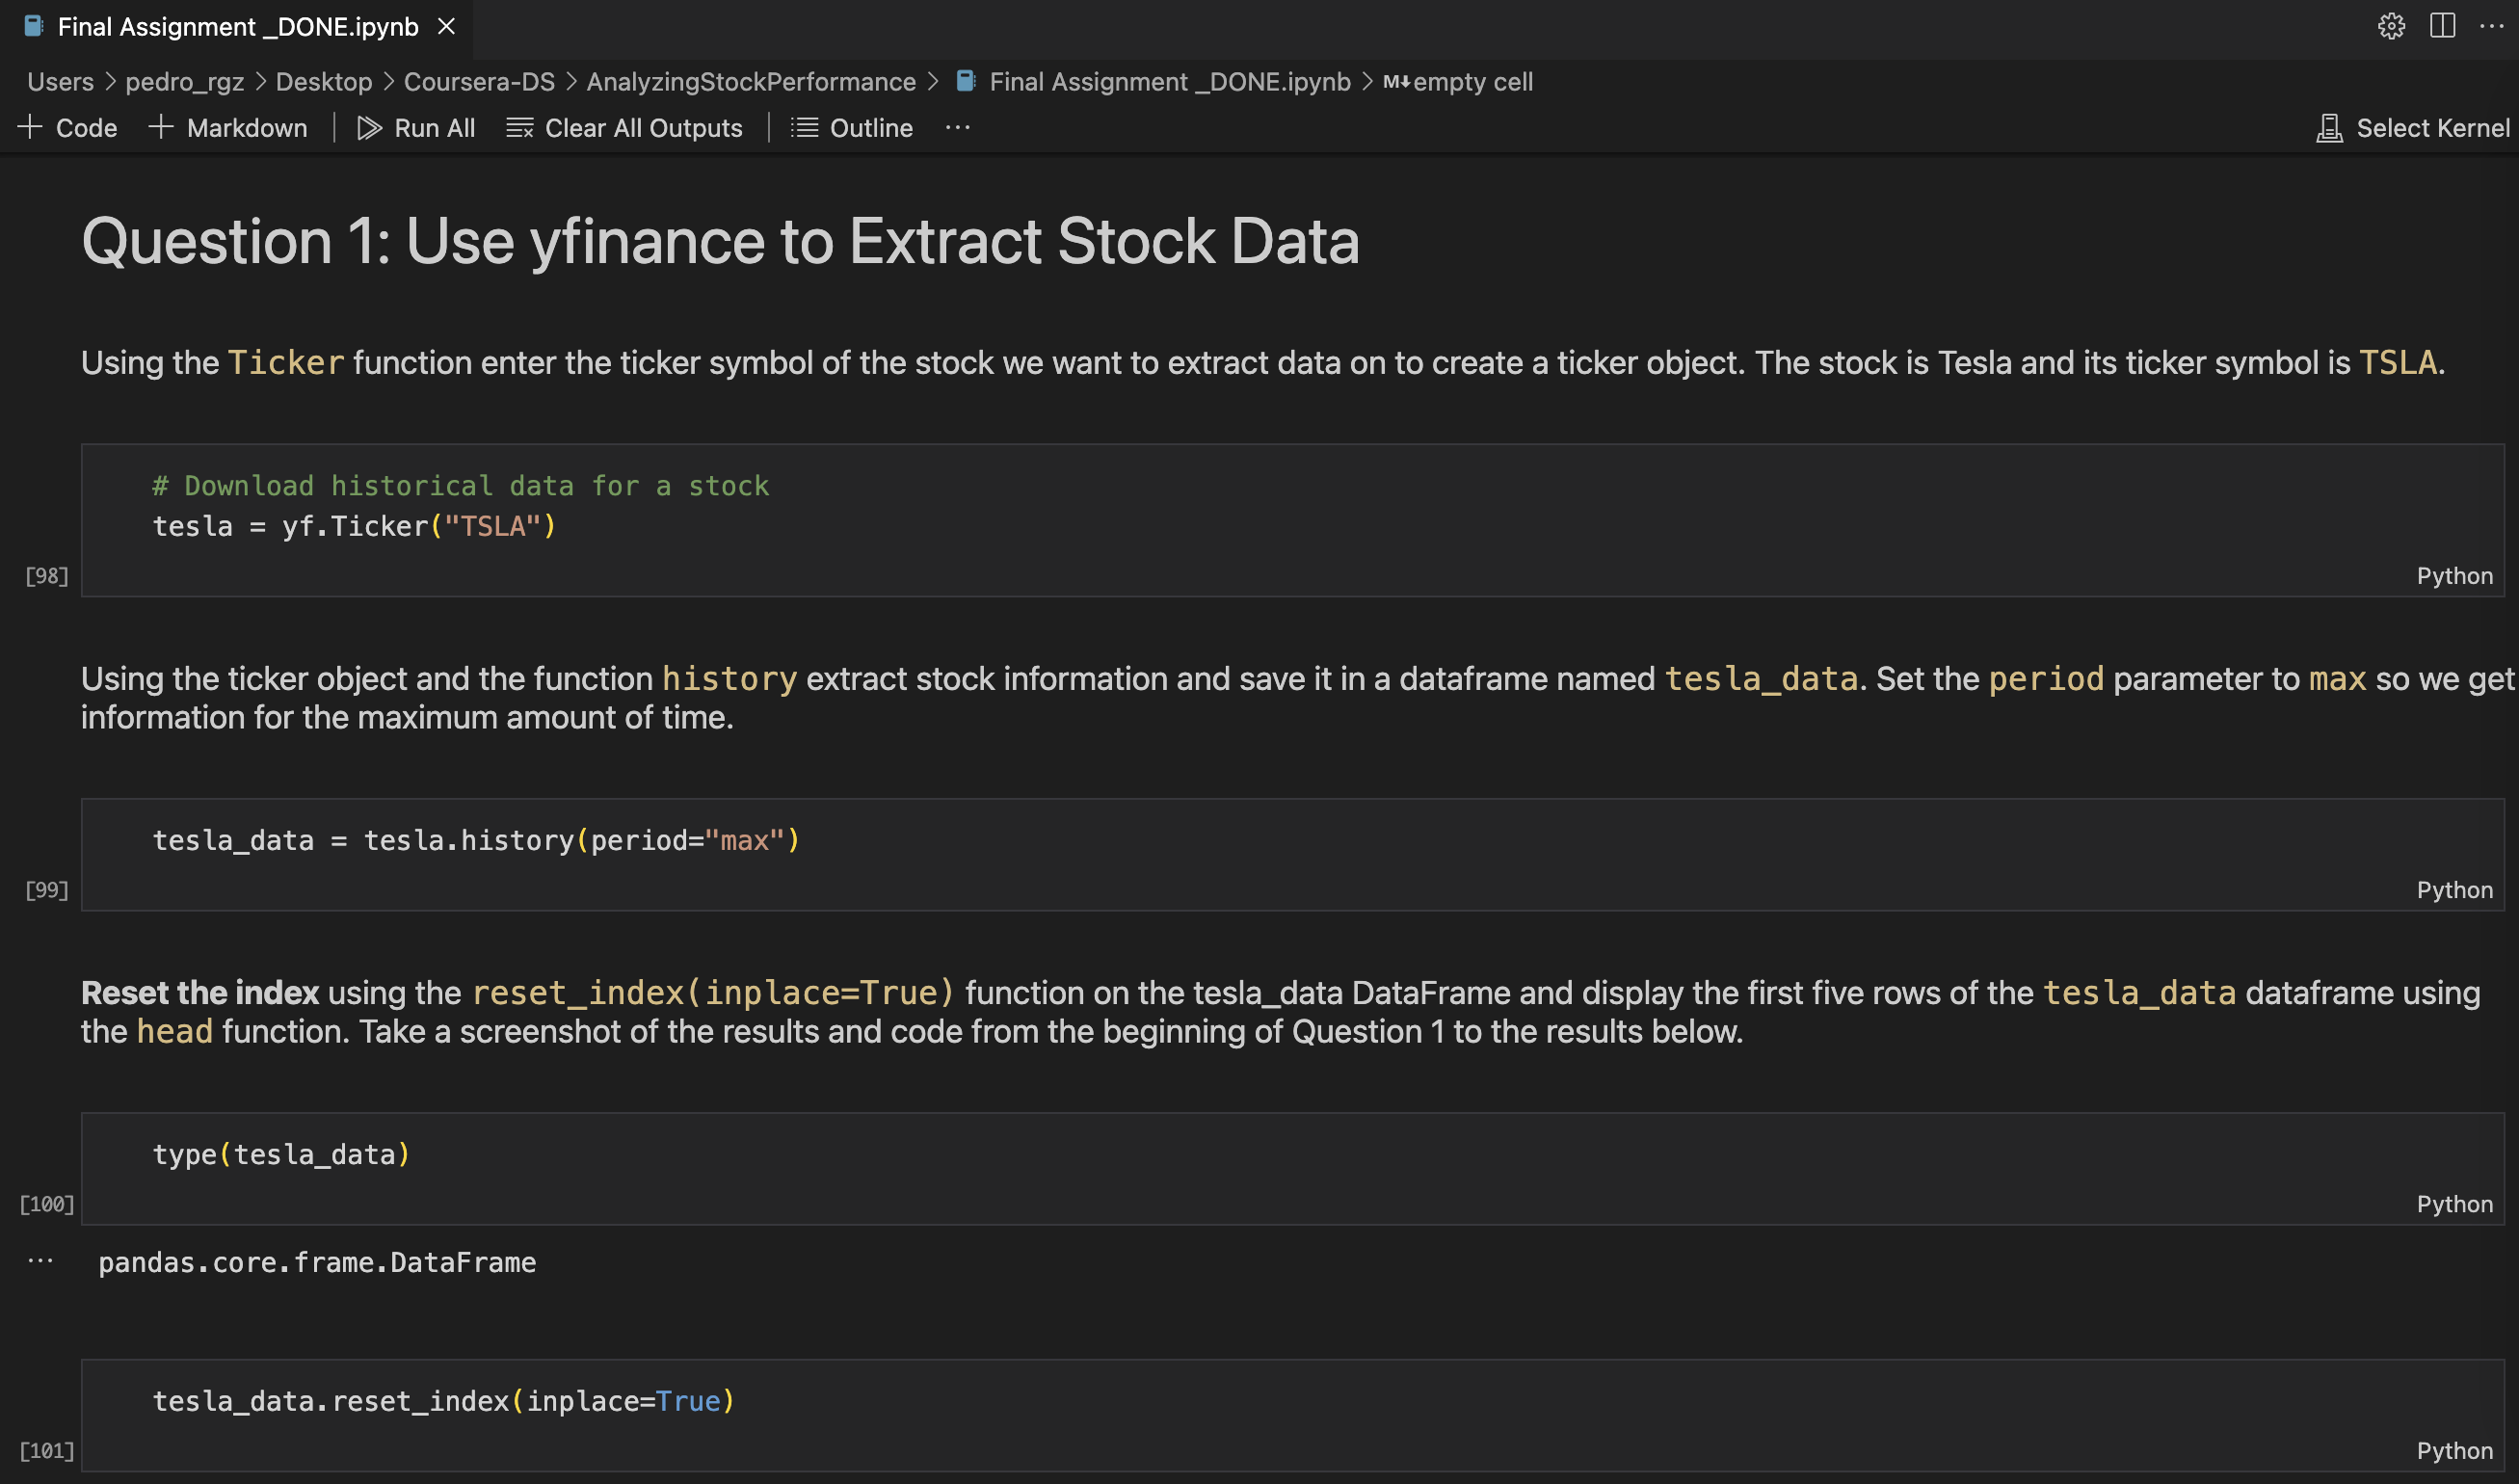 Final Assignment _DONE.ipynb
Users > pedro_rgz > Desktop > Coursera-DS > AnalyzingStockPerformance > Final Assignment _DONE.ipynb > M↓ empty cell
+ Code + Markdown | Run All Clear All Outputs | Outline ··· Select Kernel
Question 1: Use yfinance to Extract Stock Data
Using the Ticker function enter the ticker symbol of the stock we want to extract data on to create a ticker object. The stock is Tesla and its ticker symbol is TSLA.
# Download historical data for a stock
tesla = yf.Ticker("TSLA")
[98] Python
Using the ticker object and the function history extract stock information and save it in a dataframe named tesla_data. Set the period parameter to max so we get
information for the maximum amount of time.
tesla_data = tesla.history(period="max")
[99] Python
Reset the index using the reset_index(inplace=True) function on the tesla_data DataFrame and display the first five rows of the tesla_data dataframe using
the head function. Take a screenshot of the results and code from the beginning of Question 1 to the results below.
type(tesla_data)
[100] Python
··· pandas.core.frame.DataFrame
tesla_data.reset_index(inplace=True)
[101] Python